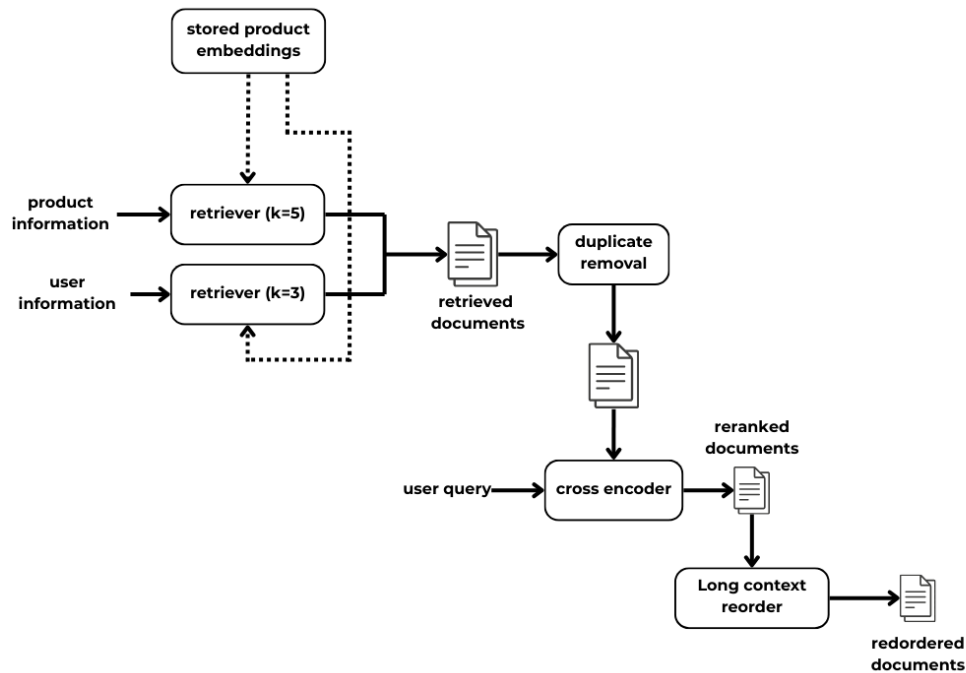 stored product
embeddings
product
information
retriever (k=5)
user
information
retriever (k=3)
retrieved
documents
duplicate
removal
user query
cross encoder
reranked
documents
Long context
reorder
redordered
documents